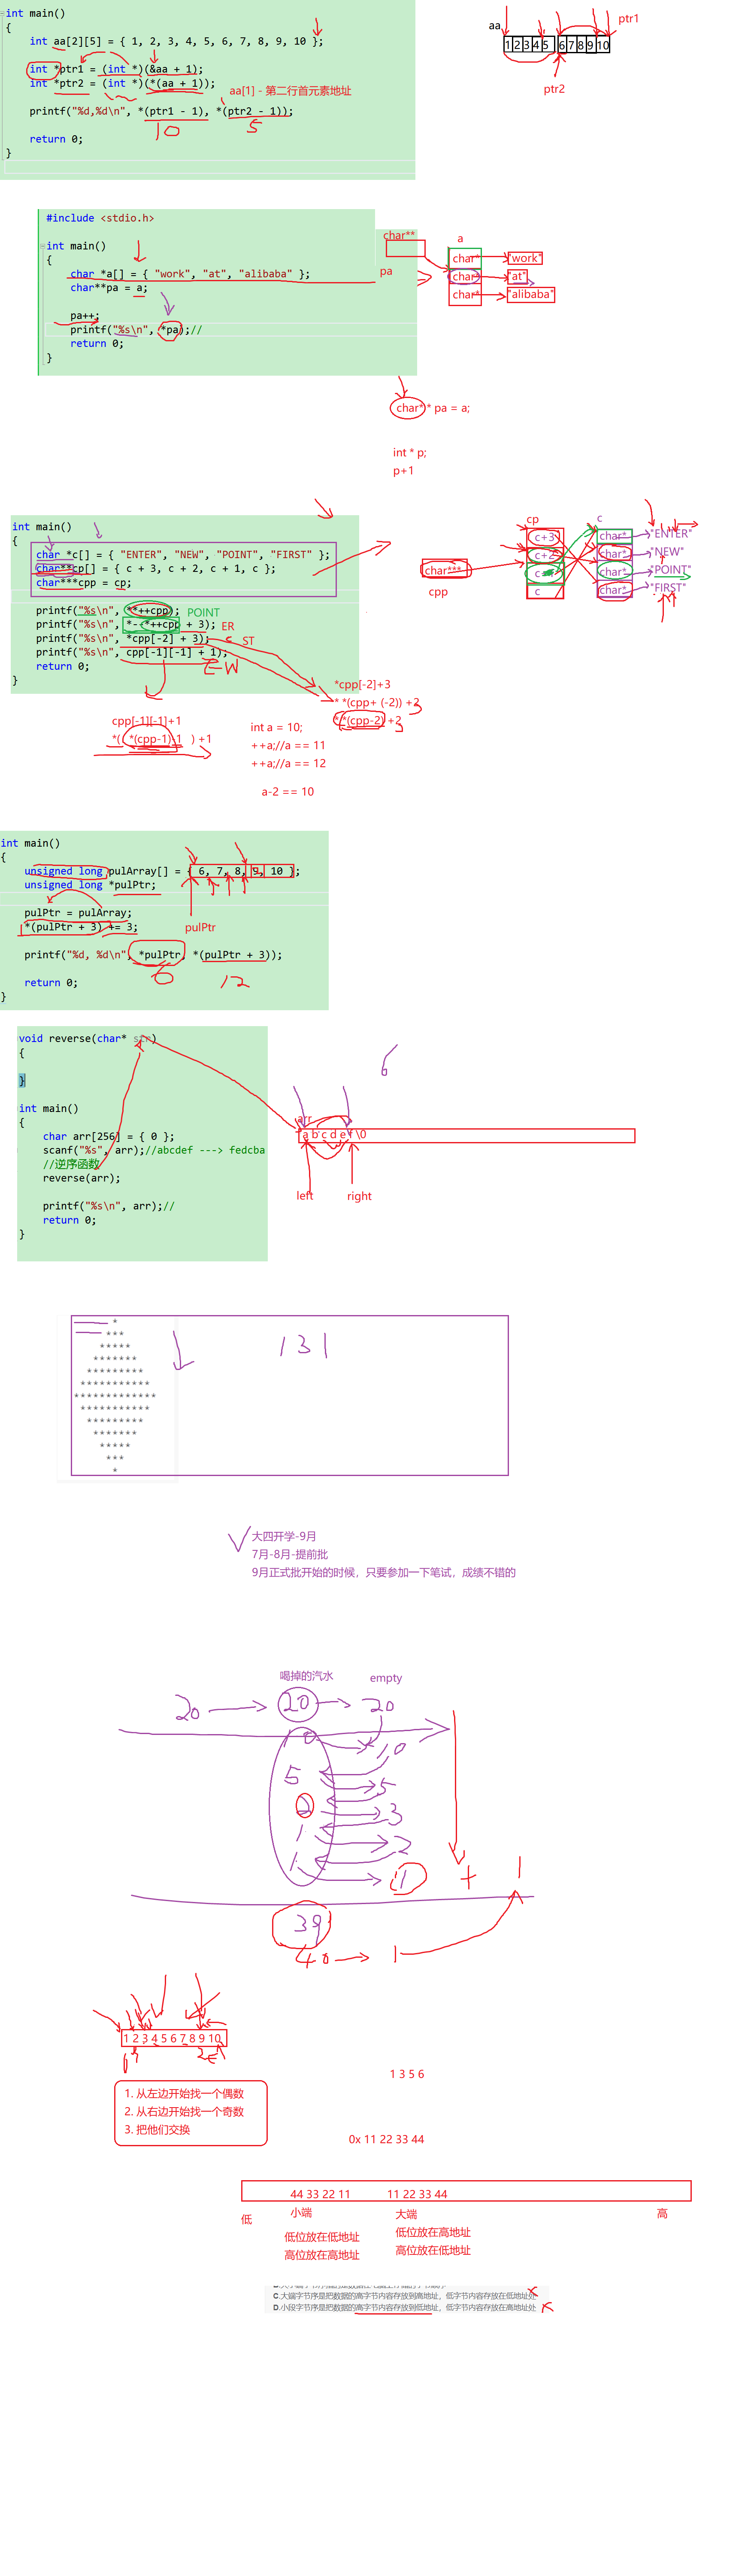 int main()
{
int aa[2][5] = { 1, 2, 3, 4, 5, 6, 7, 8, 9, 10 };
int *ptr1 = (int *)(&aa + 1);
int *ptr2 = (int *)(*(aa + 1));
aa[1] - 第二行首元素地址
printf("%d,%d\n", *(ptr1 - 1), *(ptr2 - 1));
10 5
return 0;
}
aa
1 2 3 4 5 6 7 8 9 10
ptr1
ptr2
#include <stdio.h>
int main()
{
char *a[] = { "work", "at", "alibaba" };
char**pa = a;
pa++;
printf("%s\n", *pa);//
return 0;
}
char**
pa
a
char* "work"
char* "at"
char* "alibaba"
char* * pa = a;
int * p;
p+1
int main()
{
char *c[] = { "ENTER", "NEW", "POINT", "FIRST" };
char**cp[] = { c + 3, c + 2, c + 1, c };
char***cpp = cp;
printf("%s\n", **++cpp); POINT
printf("%s\n", *--*++cpp + 3); ER
printf("%s\n", *cpp[-2] + 3); ST
printf("%s\n", cpp[-1][-1] + 1); EW
return 0;
}
cp c
c+3 char* "ENTER"
c+2 char* "NEW"
char* "POINT"
c char* "FIRST"
char***
cpp
*cpp[-2]+3
* *(cpp+ (-2)) +2 3
* *(cpp-2) +2 3
cpp[-1][-1]+1
*( *(cpp-1)-1 ) +1
int a = 10;
++a;//a == 11
++a;//a == 12
a-2 == 10
int main()
{
unsigned long pulArray[] = { 6, 7, 8, 9, 10 };
unsigned long *pulPtr;
pulPtr = pulArray;
*(pulPtr + 3) += 3;
pulPtr
printf("%d, %d\n", *pulPtr, *(pulPtr + 3));
6 12
return 0;
}
void reverse(char* str)
{
}
int main()
{
char arr[256] = { 0 };
scanf("%s", arr);//abcdef ---> fedcba
//逆序函数
reverse(arr);
printf("%s\n", arr);//
return 0;
}
6
arr
a b c d e f \0
left right
*
***
*****
*******
*********
***********
*************
***********
*********
*******
*****
***
*
1 3 1
大四开学-9月
7月-8月-提前批
9月正式批开始的时候，只要参加一下笔试，成绩不错的
喝掉的汽水 empty
20 20 20
10 10
5 5
2 3
1 2
1 1 + 1
39
40 1
1 2 3 4 5 6 7 8 9 10
1. 从左边开始找一个偶数
2. 从右边开始找一个奇数
3. 把他们交换
1 3 5 6
0x 11 22 33 44
44 33 22 11 11 22 33 44
低 小端 大端 高
低位放在低地址 低位放在高地址
高位放在高地址 高位放在低地址
C.大端字节序是把数据的高字节内容存放到高地址，低字节内容存放在低地址处
D.小段字节序是把数据的高字节内容存放到低地址，低字节内容存放在高地址处